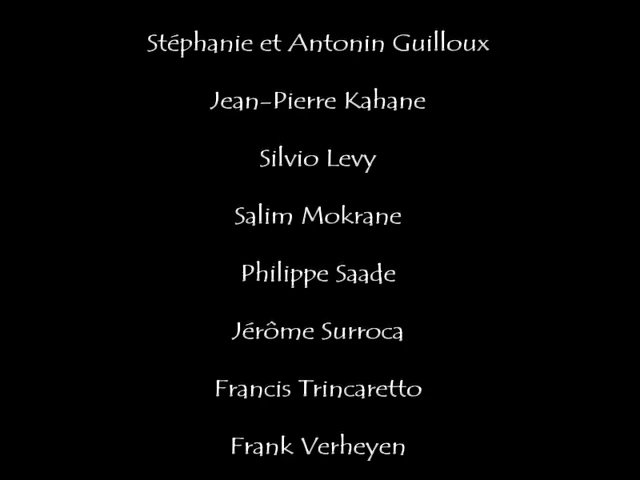 Stéphanie et Antonin Guilloux
Jean-Pierre Kahane
Silvio Levy
Salim Mokrane
Philippe Saade
Jérôme Surroca
Francis Trincaretto
Frank Verheyen